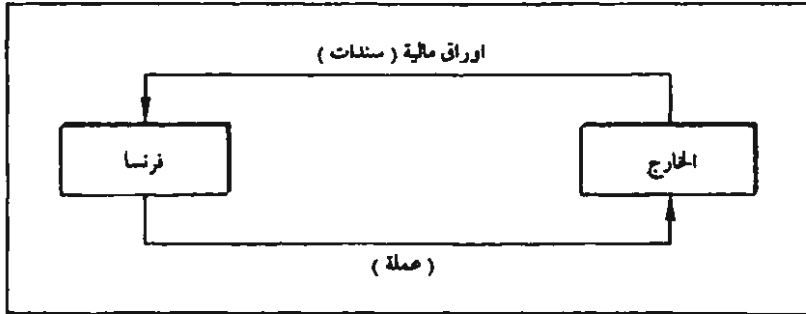 اوراق مالية ( سندات )
الخارج
فرنسا
( عملة )